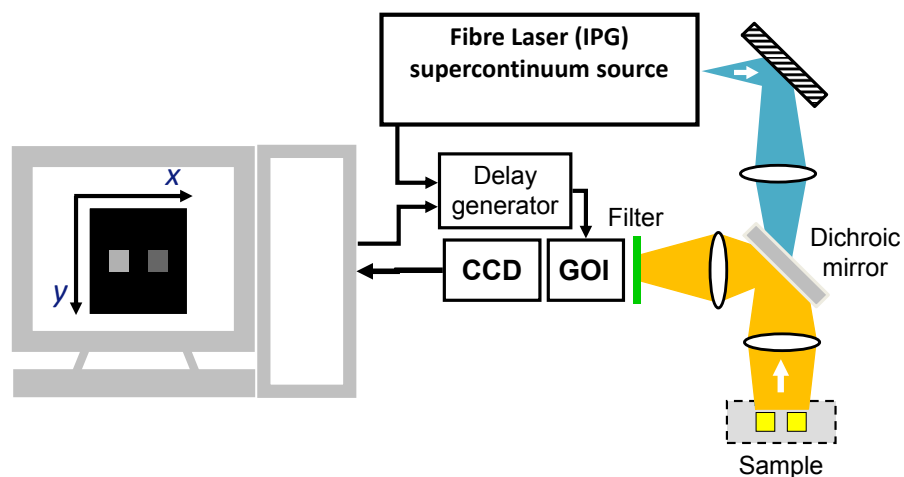 Fibre Laser (IPG)
supercontinuum source
Delay
generator
Filter
Dichroic
mirror
CCD
GOI
x
y
Sample